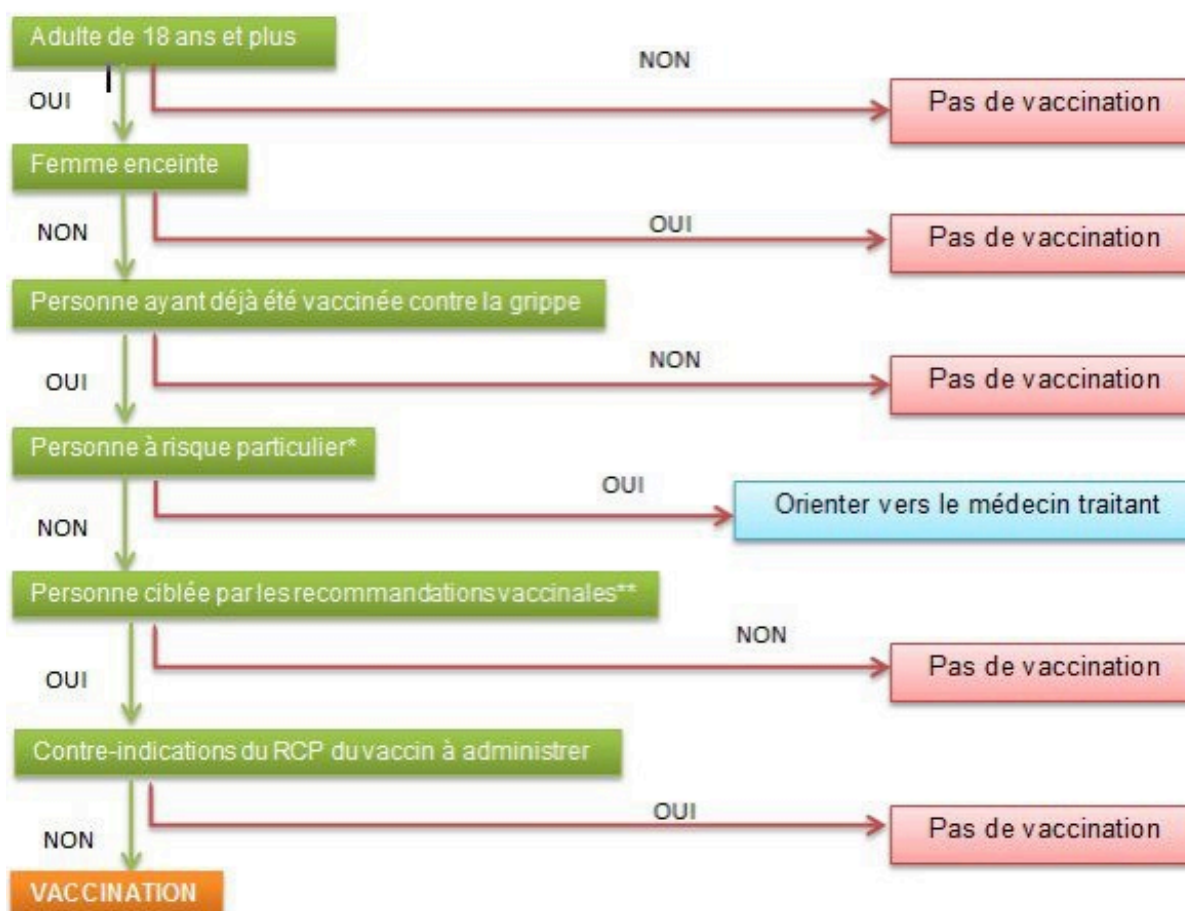 Adulte de 18 ans et plus
NON
OUI
Pas de vaccination
Femme enceinte
NON
OUI
Pas de vaccination
Personne ayant déjà été vaccinée contre la grippe
OUI
NON
Pas de vaccination
Personne à risque particulier*
NON
OUI
Orienter vers le médecin traitant
Personne ciblée par les recommandations vaccinales**
OUI
NON
Pas de vaccination
Contre-indications du RCP du vaccin à administrer
NON
OUI
Pas de vaccination
VACCINATION